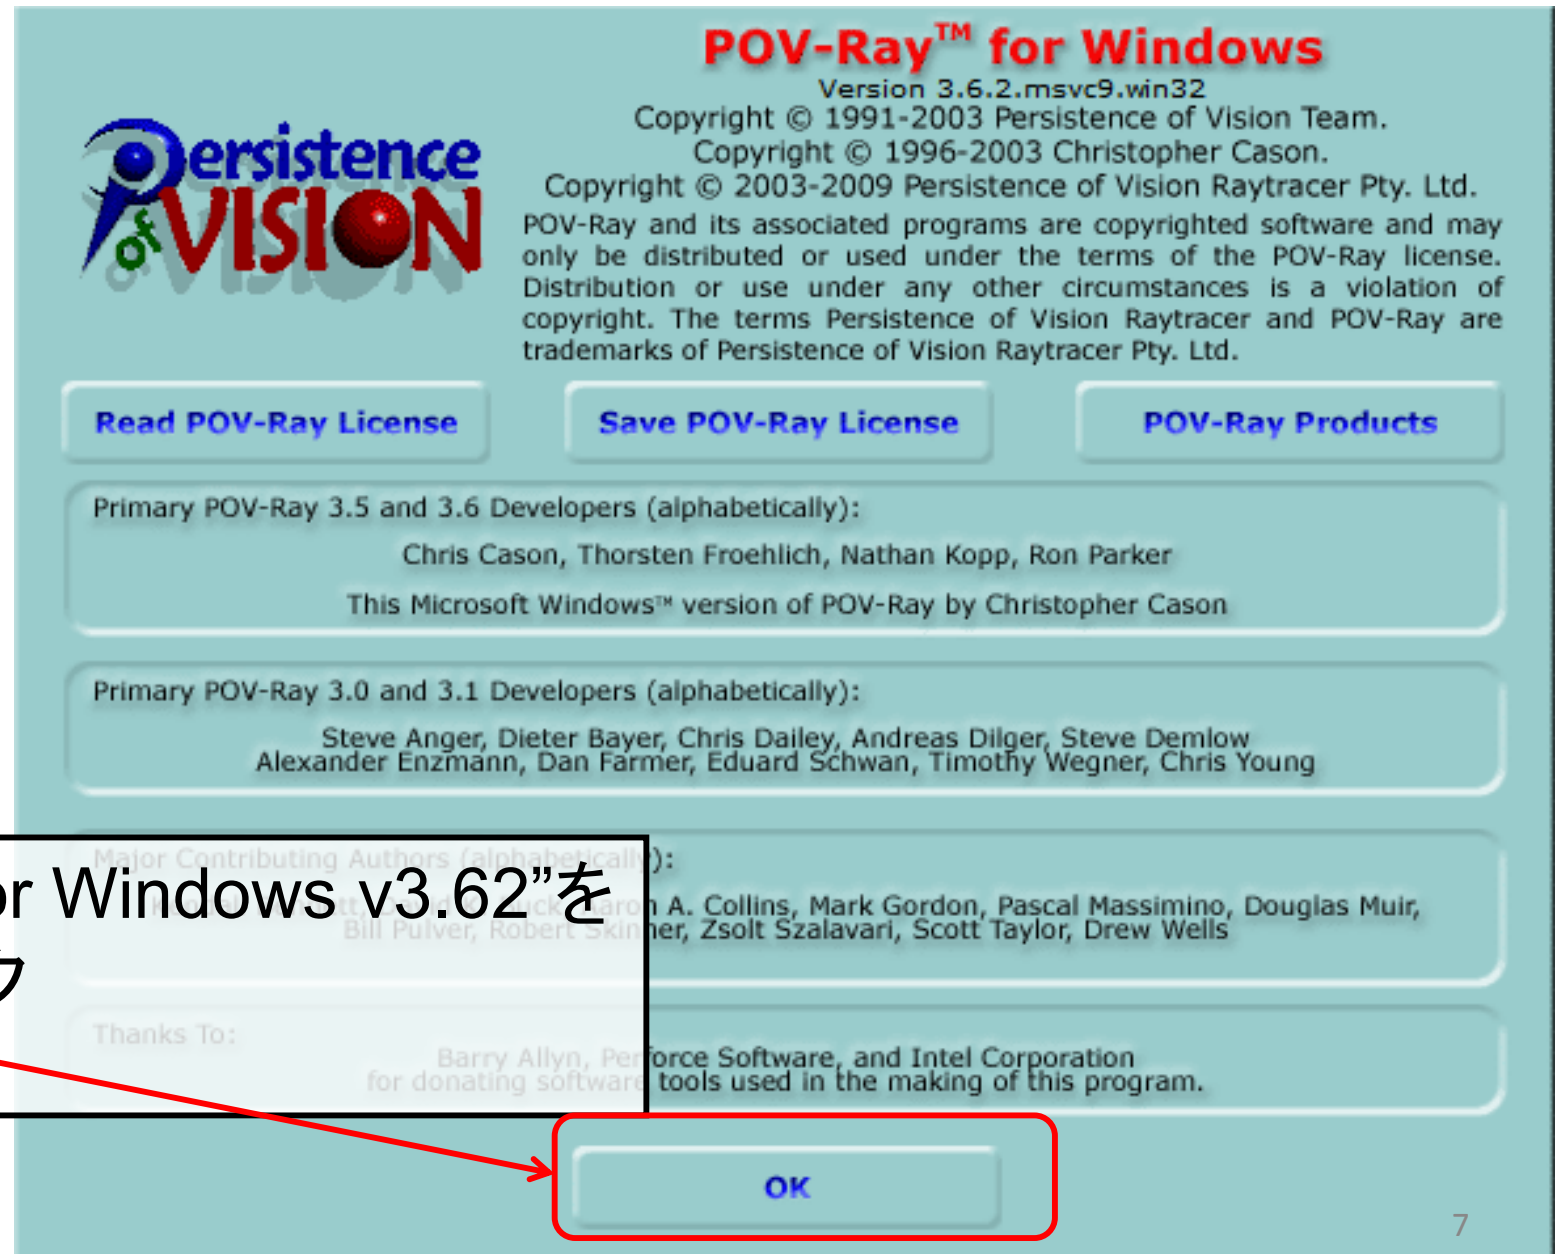 POV-Ray™ for Windows
Version 3.6.2.msvc9.win32
Copyright © 1991-2003 Persistence of Vision Team.
Copyright © 1996-2003 Christopher Cason.
Copyright © 2003-2009 Persistence of Vision Raytracer Pty. Ltd.
Persistence
of VISION
POV-Ray and its associated programs are copyrighted software and may
only be distributed or used under the terms of the POV-Ray license.
Distribution or use under any other circumstances is a violation of
copyright. The terms Persistence of Vision Raytracer and POV-Ray are
trademarks of Persistence of Vision Raytracer Pty. Ltd.
Read POV-Ray License
Save POV-Ray License
POV-Ray Products
Primary POV-Ray 3.5 and 3.6 Developers (alphabetically):
Chris Cason, Thorsten Froehlich, Nathan Kopp, Ron Parker
This Microsoft Windows™ version of POV-Ray by Christopher Cason
Primary POV-Ray 3.0 and 3.1 Developers (alphabetically):
Steve Anger, Dieter Bayer, Chris Dailey, Andreas Dilger, Steve Demlow
Alexander Enzmann, Dan Farmer, Eduard Schwan, Timothy Wegner, Chris Young
Major Contributing Authors (alphabetically):
A. Collins, Mark Gordon, Pascal Massimino, Douglas Muir,
Bill Pulver, Robert Skinner, Zsolt Szalavari, Scott Taylor, Drew Wells
or Windows v3.62”を
ク
Thanks To:
Barry Allyn, Perforce Software, and Intel Corporation
for donating software tools used in the making of this program.
OK
7